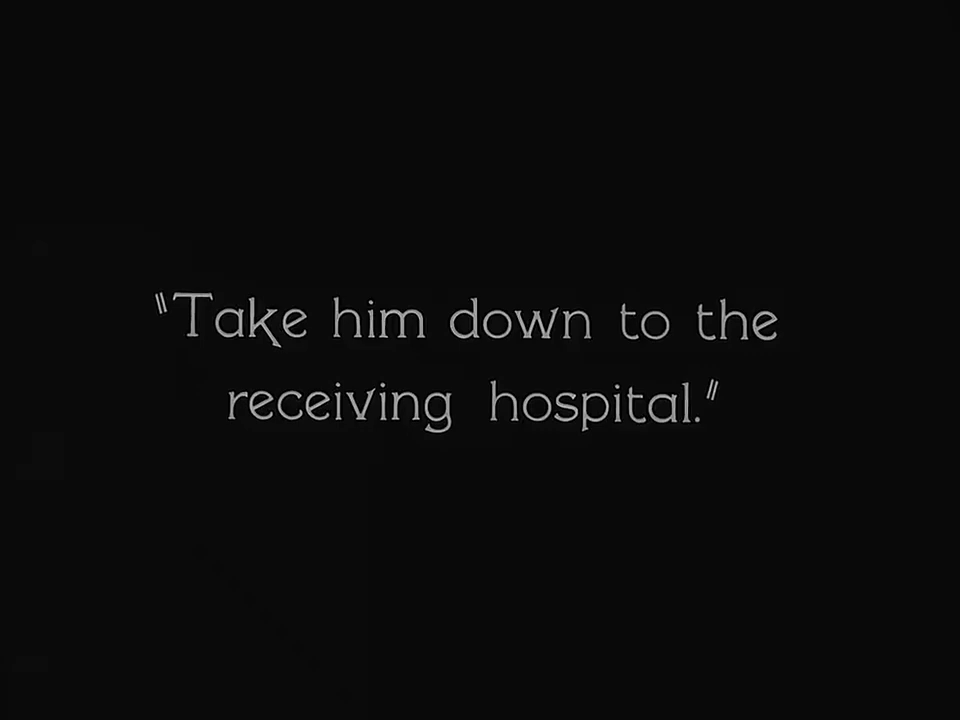 "Take him down to the
receiving hospital."